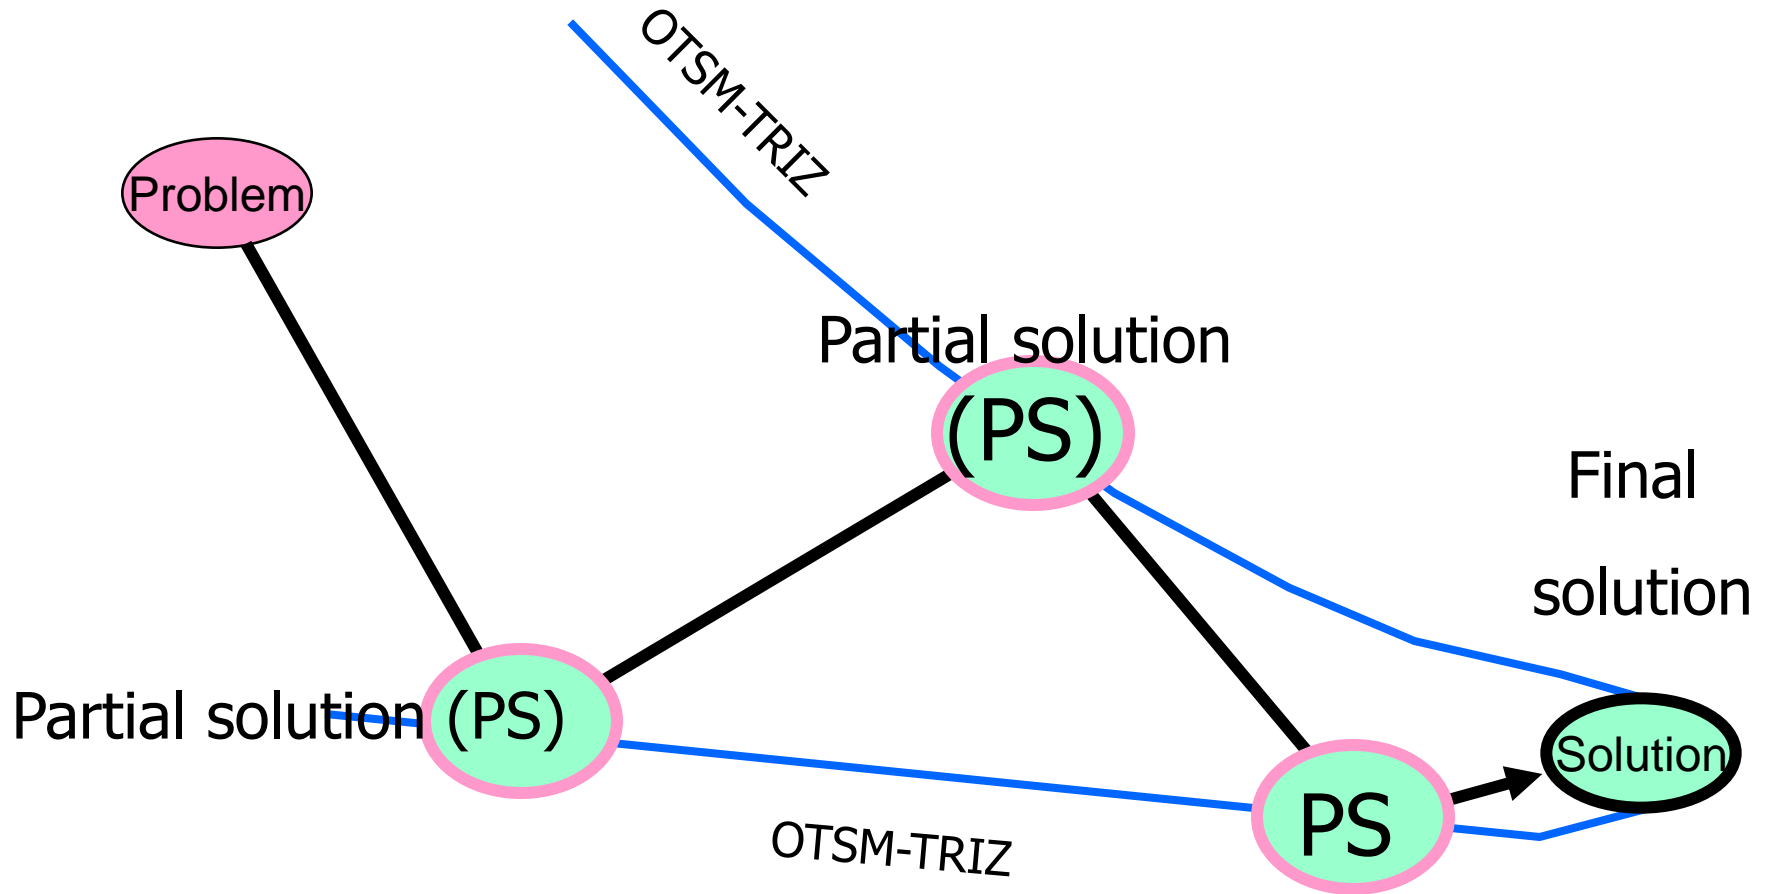 OTSM-TRIZ
Problem
Partial solution
(PS)
Final
solution
Partial solution (PS)
Solution
PS
OTSM-TRIZ